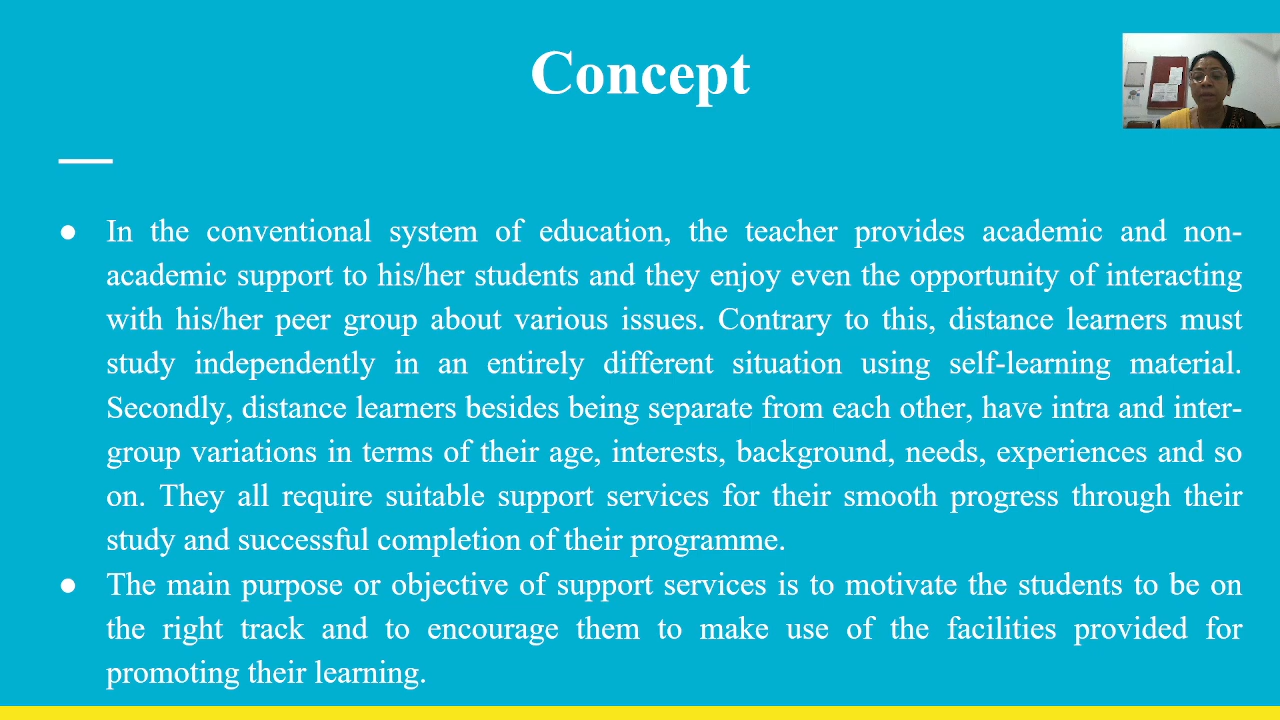 Concept
● In the conventional system of education, the teacher provides academic and non-
academic support to his/her students and they enjoy even the opportunity of interacting
with his/her peer group about various issues. Contrary to this, distance learners must
study independently in an entirely different situation using self-learning material.
Secondly, distance learners besides being separate from each other, have intra and inter-
group variations in terms of their age, interests, background, needs, experiences and so
on. They all require suitable support services for their smooth progress through their
study and successful completion of their programme.
● The main purpose or objective of support services is to motivate the students to be on
the right track and to encourage them to make use of the facilities provided for
promoting their learning.